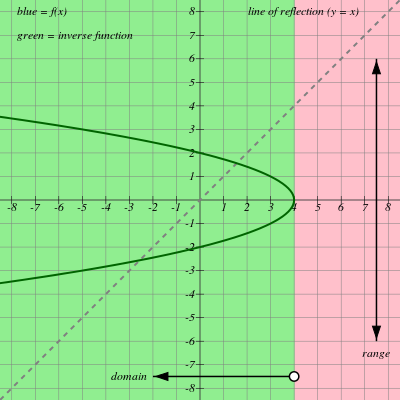 blue = f(x)
line of reflection (y = x)
green = inverse function
8
7
6
5
4
3
2
1
-8 -7 -6 -5 -4 -3 -2 -1 1 2 3 4 5 6 7 8
-1
-2
-3
-4
-5
-6
-7
-8
range
domain